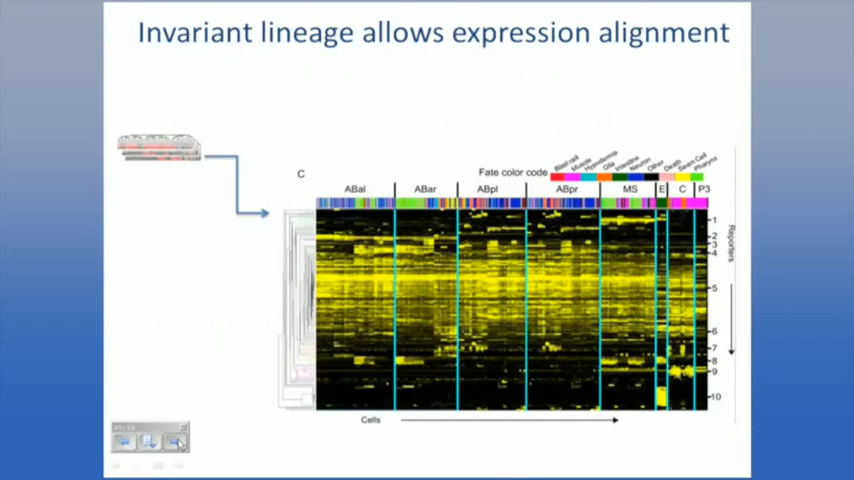 Invariant lineage allows expression alignment
C
Fate color code
Blast cell
Muscle
Hypodermis
Glia
Intestine
Neuron
Other
Death
Seam Cell
Pharynx
ABal ABar ABpl ABpr MS E C P3
1
2
3
4
5
6
7
8
9
10
Reporters
Cells